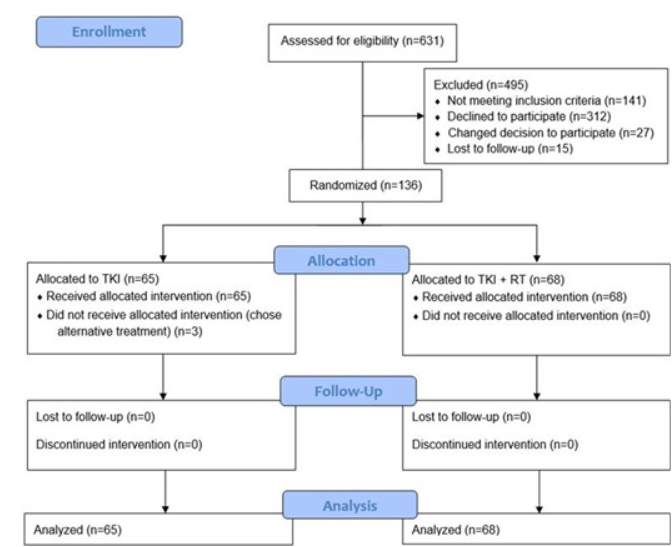 Enrollment
Assessed for eligibility (n=631)
Excluded (n=495)
♦ Not meeting inclusion criteria (n=141)
♦ Declined to participate (n=312)
♦ Changed decision to participate (n=27)
♦ Lost to follow-up (n=15)
Randomized (n=136)
Allocation
Allocated to TKI (n=65)
♦ Received allocated intervention (n=65)
♦ Did not receive allocated intervention (chose
alternative treatment) (n=3)
Allocated to TKI + RT (n=68)
♦ Received allocated intervention (n=68)
♦ Did not receive allocated intervention (n=0)
Follow-Up
Lost to follow-up (n=0)
Discontinued intervention (n=0)
Lost to follow-up (n=0)
Discontinued intervention (n=0)
Analysis
Analyzed (n=65)
Analyzed (n=68)